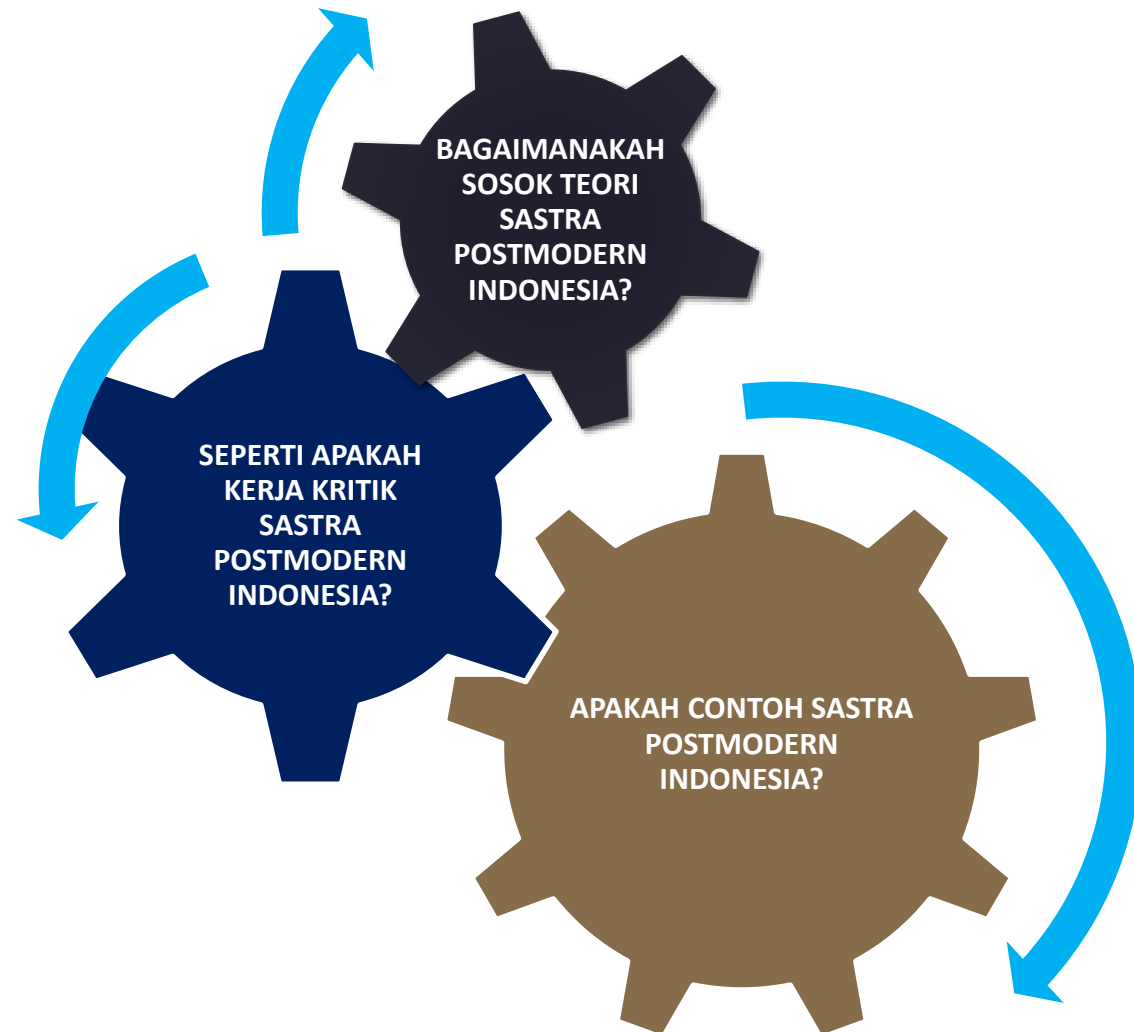 BAGAIMANAKAH
SOSOK TEORI
SASTRA
POSTMODERN
INDONESIA?
SEPERTI APAKAH
KERJA KRITIK
SASTRA
POSTMODERN
INDONESIA?
APAKAH CONTOH SASTRA
POSTMODERN
INDONESIA?